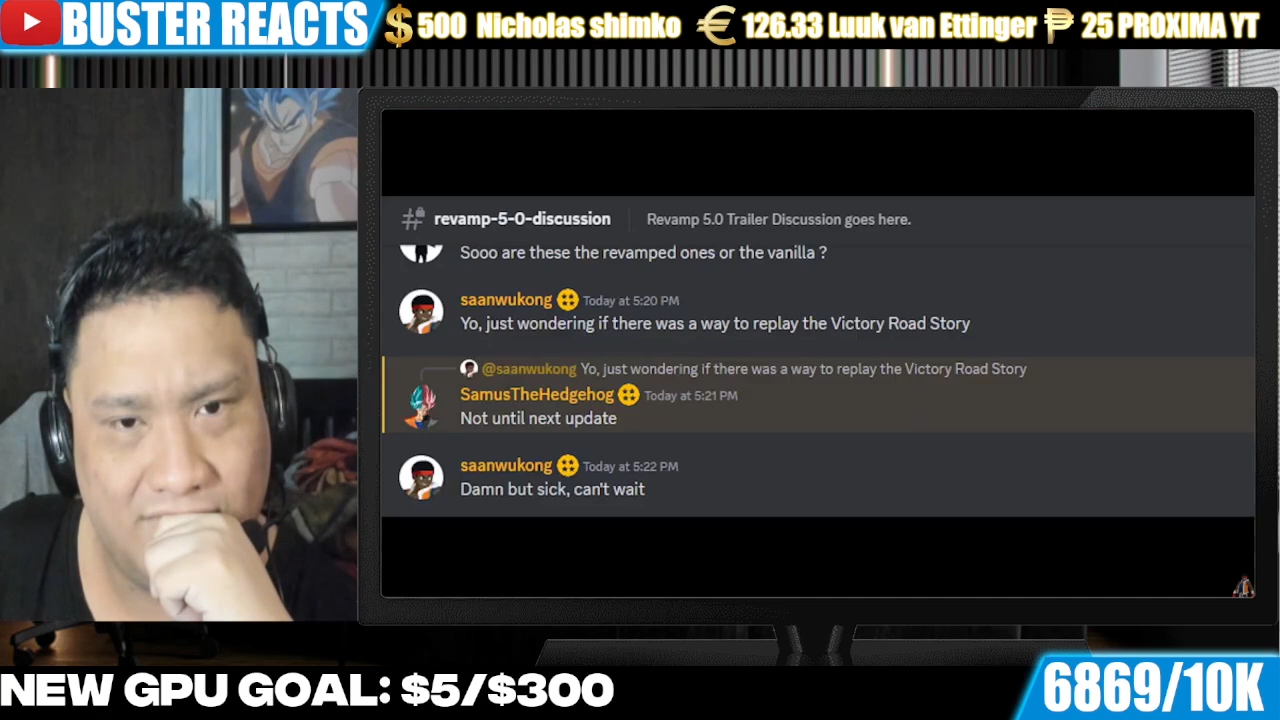 BUSTER REACTS
$ 500 Nicholas shimko € 126.33 Luuk van Ettinger ₱ 25 PROXIMA YT
# revamp-5-0-discussion Revamp 5.0 Trailer Discussion goes here.
Sooo are these the revamped ones or the vanilla ?
saanwukong Today at 5:20 PM
Yo, just wondering if there was a way to replay the Victory Road Story
@saanwukong Yo, just wondering if there was a way to replay the Victory Road Story
SamusTheHedgehog Today at 5:21 PM
Not until next update
saanwukong Today at 5:22 PM
Damn but sick, can't wait
NEW GPU GOAL: $5/$300
6869/10K